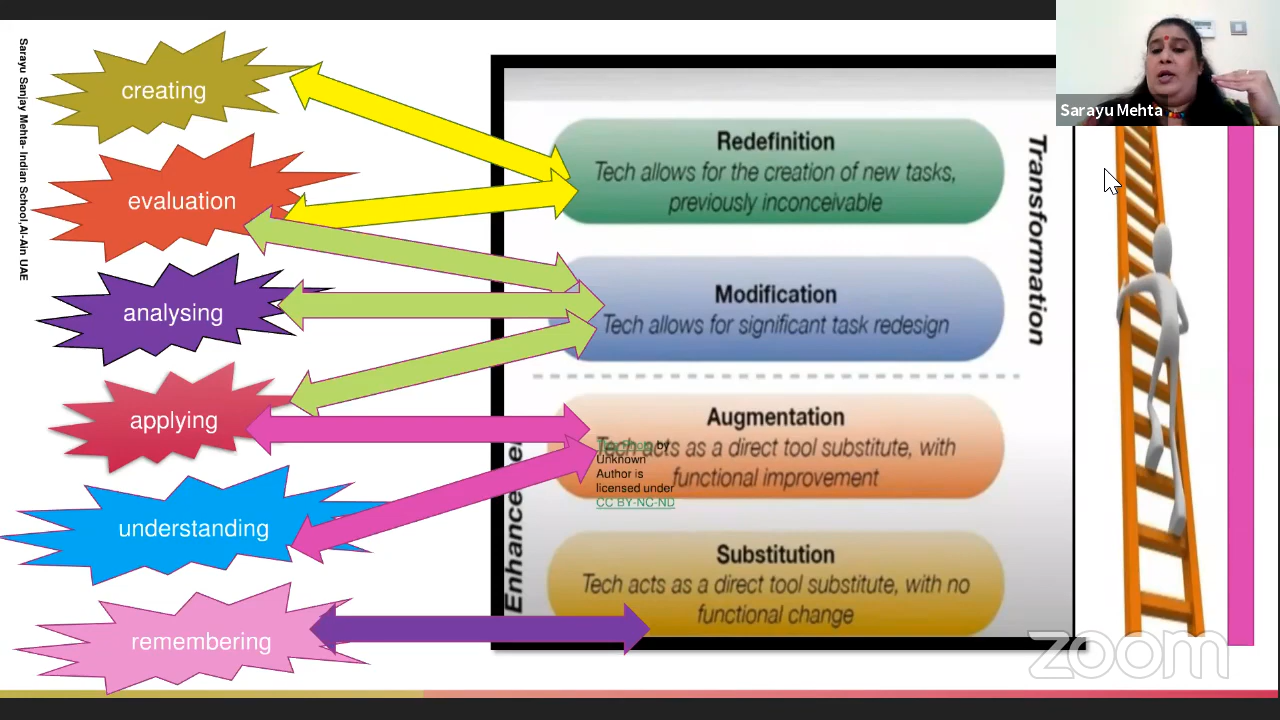 Sarayu Sanjay Mehta- Indian School,Al-Ain UAE
creating
evaluation
analysing
applying
understanding
remembering
Redefinition
Tech allows for the creation of new tasks,
previously inconceivable
Modification
Tech allows for significant task redesign
Transformation
Augmentation
Tech acts as a direct tool substitute, with
functional improvement
by
Unknown
Author is
licensed under
CC BY-NC-ND
Substitution
Tech acts as a direct tool substitute, with no
functional change
Sarayu Mehta
zoom